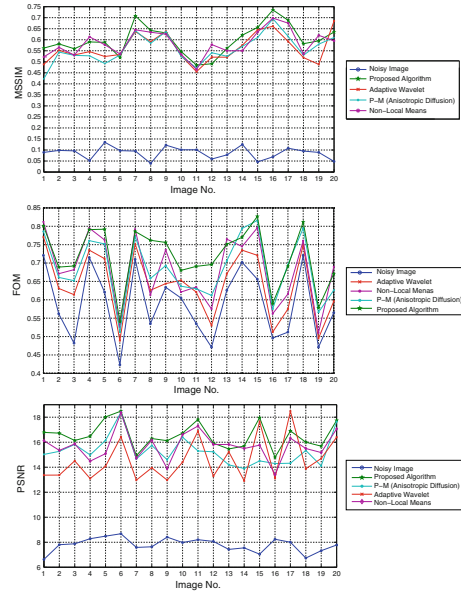 MSSIM
0.75
0.7
0.65
0.6
0.55
0.5
0.45
0.4
0.35
0.3
0.25
0.2
0.15
0.1
0.05
0
1 2 3 4 5 6 7 8 9 10 11 12 13 14 15 16 17 18 19 20
Image No.
Noisy Image
Proposed Algorithm
Adaptive Wavelet
P−M (Anisotropic Diffusion)
Non−Local Means
FOM
0.85
0.8
0.75
0.7
0.65
0.6
0.55
0.5
0.45
0.4
1 2 3 4 5 6 7 8 9 10 11 12 13 14 15 16 17 18 19 20
Image No.
Noisy Image
Adaptive Wavelet
Non−Local Menas
P−M (Anisotropic Diffusion)
Proposed Algorithm
PSNR
18
16
14
12
10
8
6
1 2 3 4 5 6 7 8 9 10 11 12 13 14 15 16 17 18 19 20
Image No.
Noisy Image
Proposed Algorithm
P−M (Anisotropic Diffusion)
Adaptive Wavelet
Non−Local Means